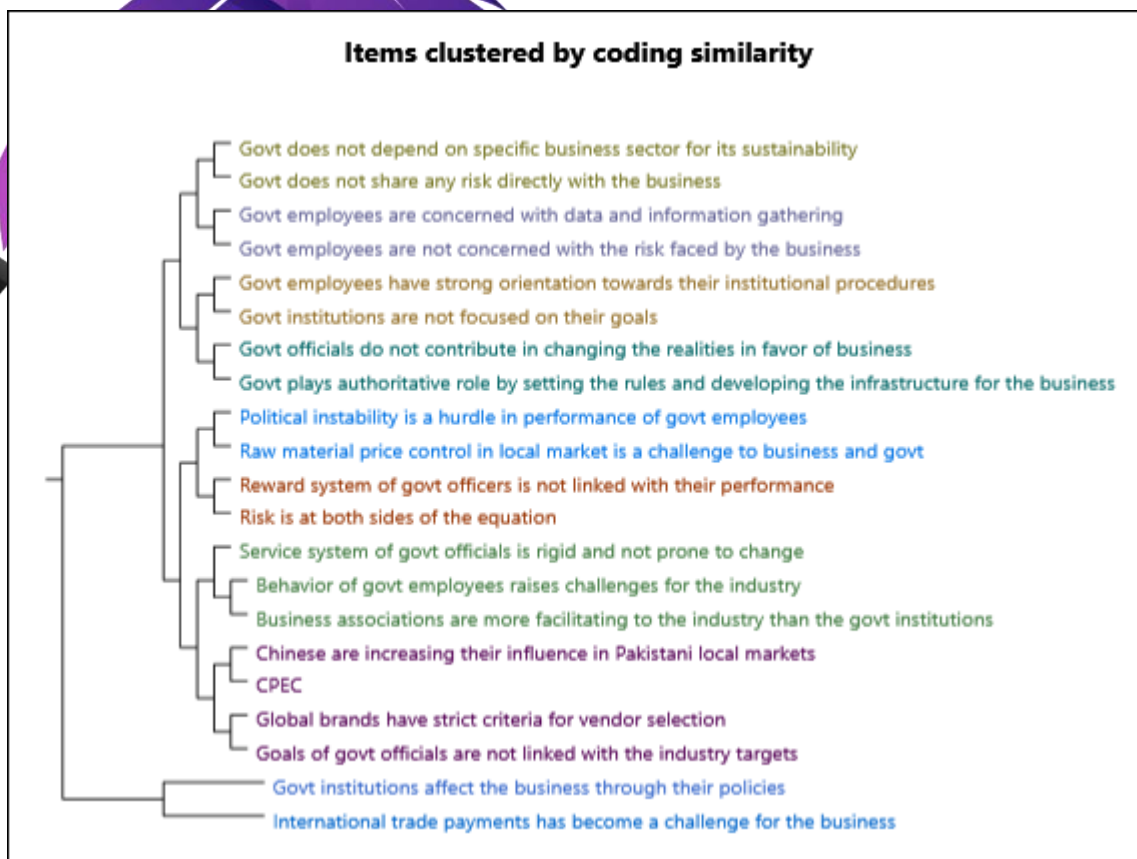 Items clustered by coding similarity
Govt does not depend on specific business sector for its sustainability
Govt does not share any risk directly with the business
Govt employees are concerned with data and information gathering
Govt employees are not concerned with the risk faced by the business
Govt employees have strong orientation towards their institutional procedures
Govt institutions are not focused on their goals
Govt officials do not contribute in changing the realities in favor of business
Govt plays authoritative role by setting the rules and developing the infrastructure for the business
Political instability is a hurdle in performance of govt employees
Raw material price control in local market is a challenge to business and govt
Reward system of govt officers is not linked with their performance
Risk is at both sides of the equation
Service system of govt officials is rigid and not prone to change
Behavior of govt employees raises challenges for the industry
Business associations are more facilitating to the industry than the govt institutions
Chinese are increasing their influence in Pakistani local markets
CPEC
Global brands have strict criteria for vendor selection
Goals of govt officials are not linked with the industry targets
Govt institutions affect the business through their policies
International trade payments has become a challenge for the business